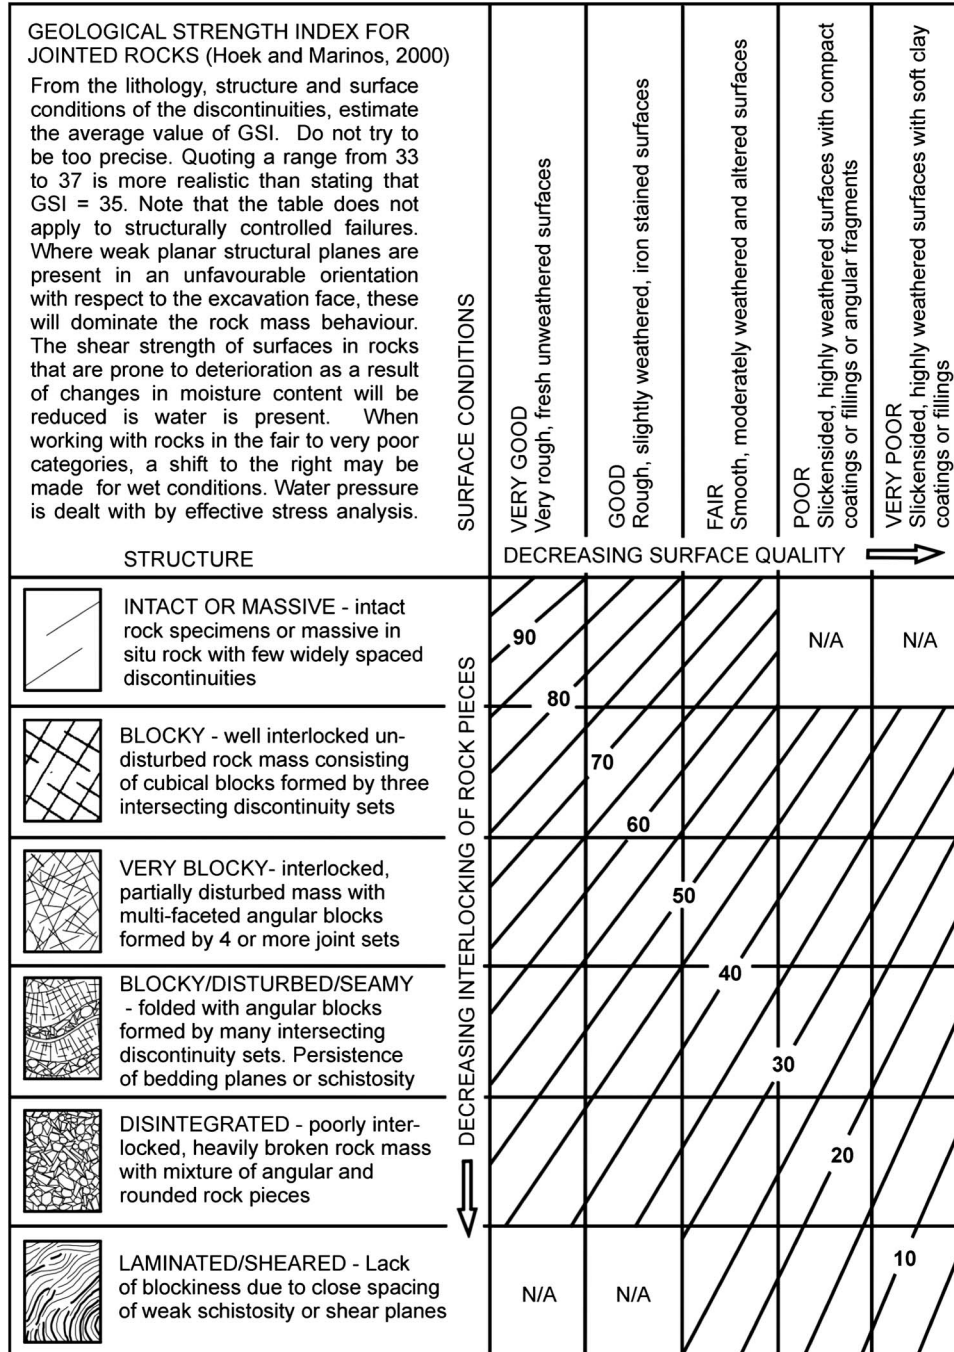 GEOLOGICAL STRENGTH INDEX FOR
JOINTED ROCKS (Hoek and Marinos, 2000)
From the lithology, structure and surface
conditions of the discontinuities, estimate
the average value of GSI. Do not try to
be too precise. Quoting a range from 33
to 37 is more realistic than stating that
GSI = 35. Note that the table does not
apply to structurally controlled failures.
Where weak planar structural planes are
present in an unfavourable orientation
with respect to the excavation face, these
will dominate the rock mass behaviour.
The shear strength of surfaces in rocks
that are prone to deterioration as a result
of changes in moisture content will be
reduced is water is present. When
working with rocks in the fair to very poor
categories, a shift to the right may be
made for wet conditions. Water pressure
is dealt with by effective stress analysis.
STRUCTURE
SURFACE CONDITIONS
VERY GOOD
Very rough, fresh unweathered surfaces
GOOD
Rough, slightly weathered, iron stained surfaces
FAIR
Smooth, moderately weathered and altered surfaces
POOR
Slickensided, highly weathered surfaces with compact
coatings or fillings or angular fragments
VERY POOR
Slickensided, highly weathered surfaces with soft clay
coatings or fillings
DECREASING SURFACE QUALITY
DECREASING INTERLOCKING OF ROCK PIECES
INTACT OR MASSIVE - intact
rock specimens or massive in
situ rock with few widely spaced
discontinuities
90
N/A
N/A
80
BLOCKY - well interlocked un-
disturbed rock mass consisting
of cubical blocks formed by three
intersecting discontinuity sets
70
60
VERY BLOCKY- interlocked,
partially disturbed mass with
multi-faceted angular blocks
formed by 4 or more joint sets
50
40
BLOCKY/DISTURBED/SEAMY
- folded with angular blocks
formed by many intersecting
discontinuity sets. Persistence
of bedding planes or schistosity
30
DISINTEGRATED - poorly inter-
locked, heavily broken rock mass
with mixture of angular and
rounded rock pieces
20
LAMINATED/SHEARED - Lack
of blockiness due to close spacing
of weak schistosity or shear planes
N/A
N/A
10